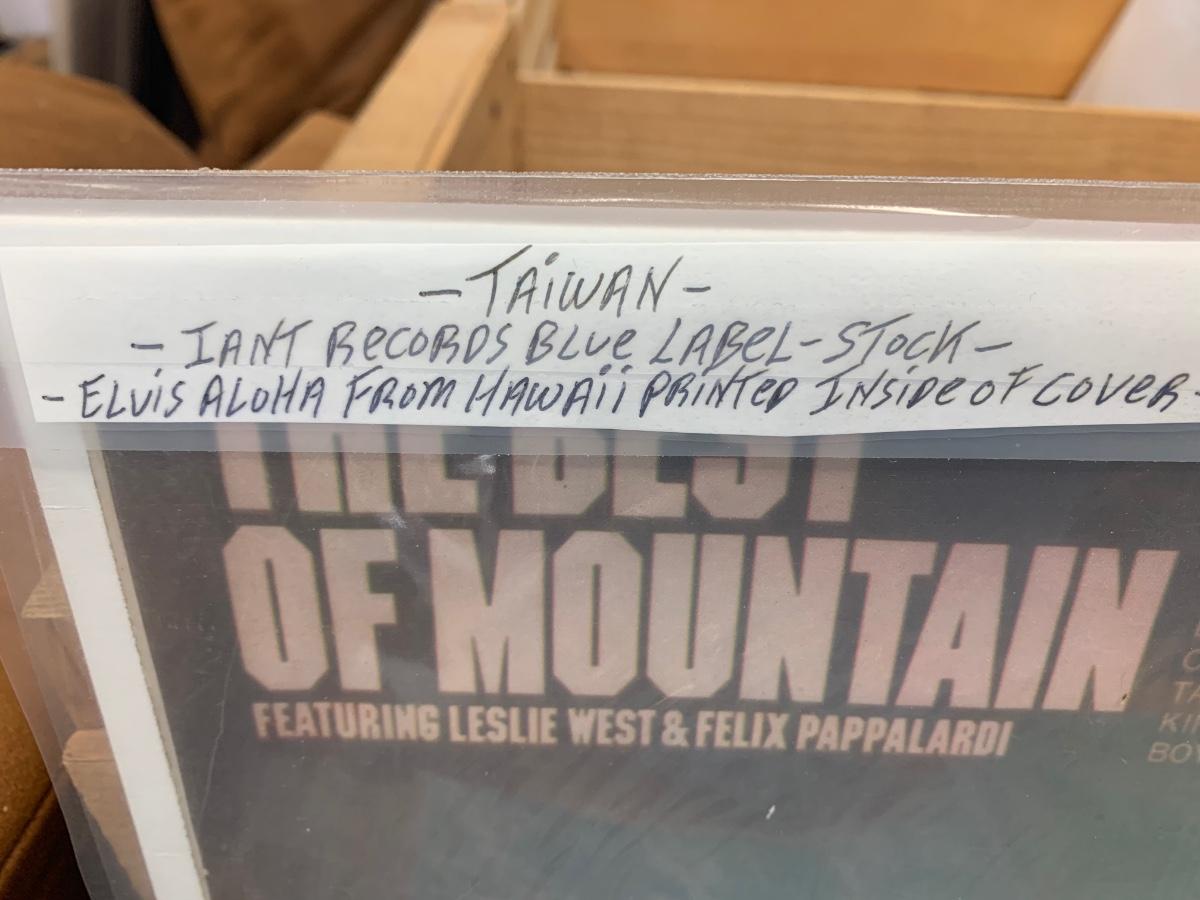 -TAiWAN-
- IANT RECORDS BLUe LABeL-STOCK-
- ELViS ALOHA FROM HAWAii PRiNTeD INSiDe OF COVeR-
THE BEST
OF MOUNTAIN
FEATURING LESLIE WEST & FELIX PAPPALARDI